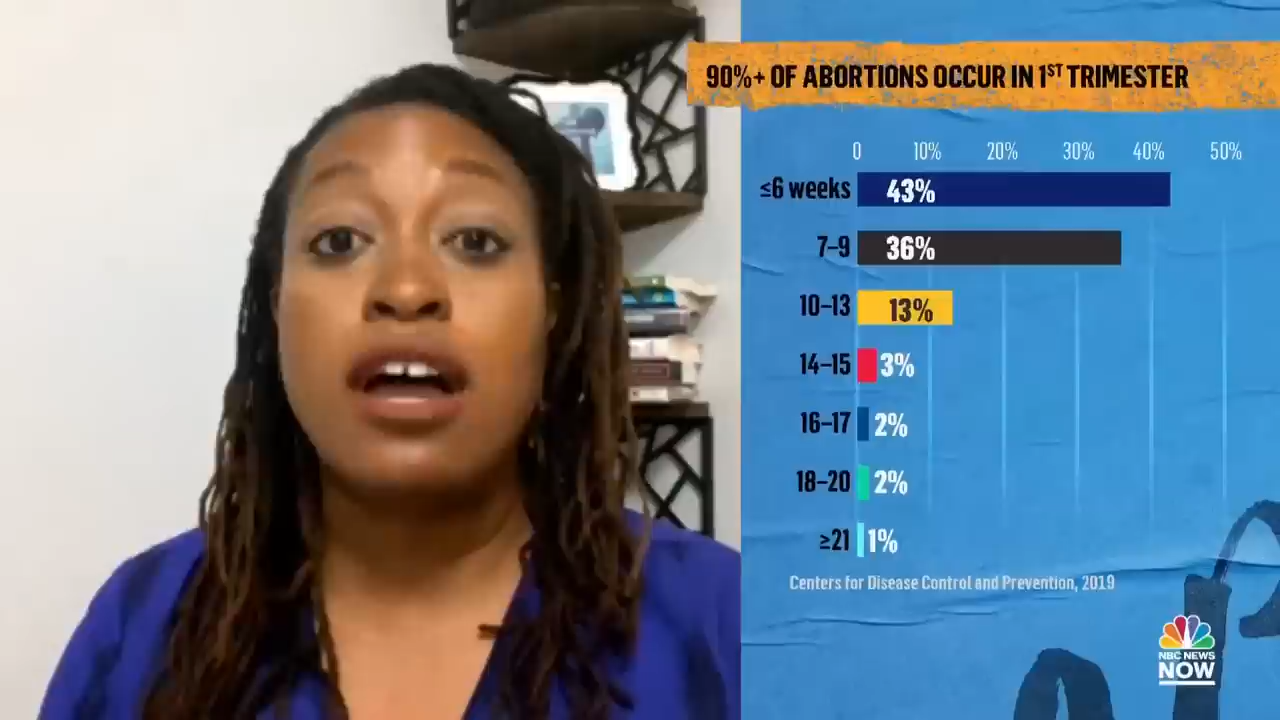 90%+ OF ABORTIONS OCCUR IN 1ST TRIMESTER
0 10% 20% 30% 40% 50%
≤6 weeks 43%
7–9 36%
10–13 13%
14–15 3%
16–17 2%
18–20 2%
≥21 1%
Centers for Disease Control and Prevention, 2019
NBC NEWS
NOW